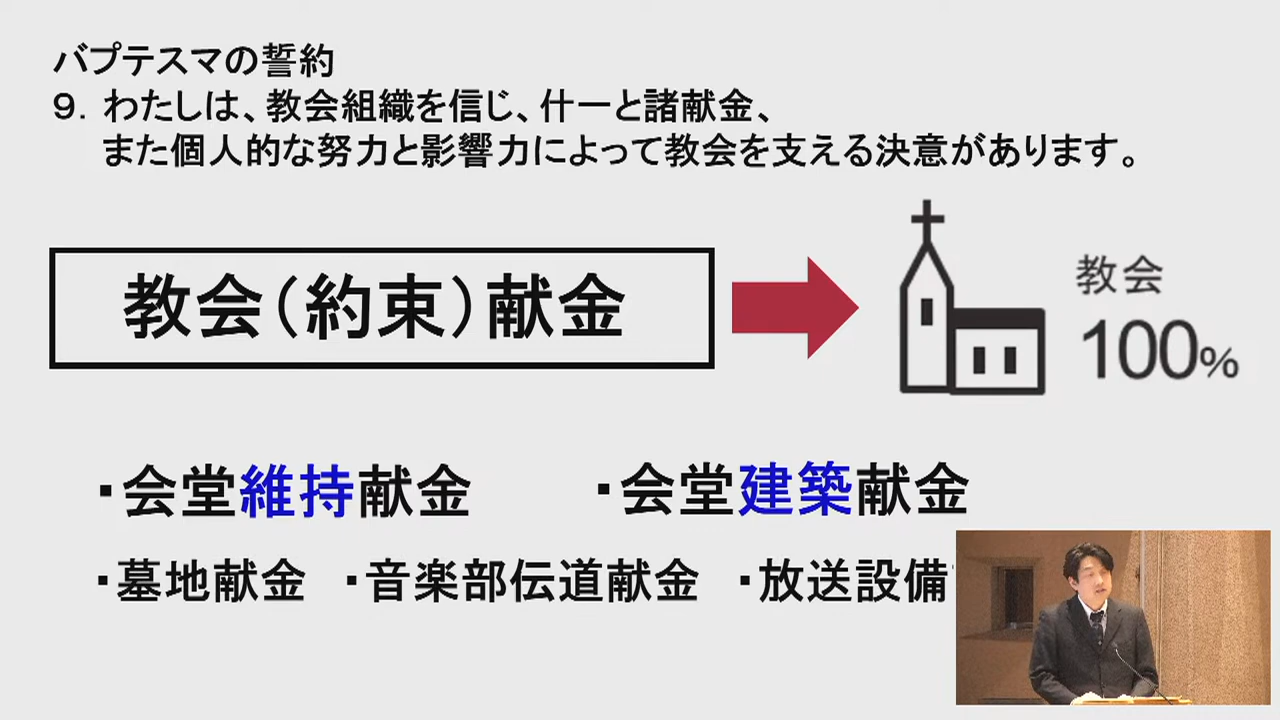 バプテスマの誓約
９．わたしは、教会組織を信じ、什一と諸献金、
また個人的な努力と影響力によって教会を支える決意があります。
教会（約束）献金
教会
100%
・会堂維持献金　・会堂建築献金
・墓地献金　・音楽部伝道献金　・放送設備